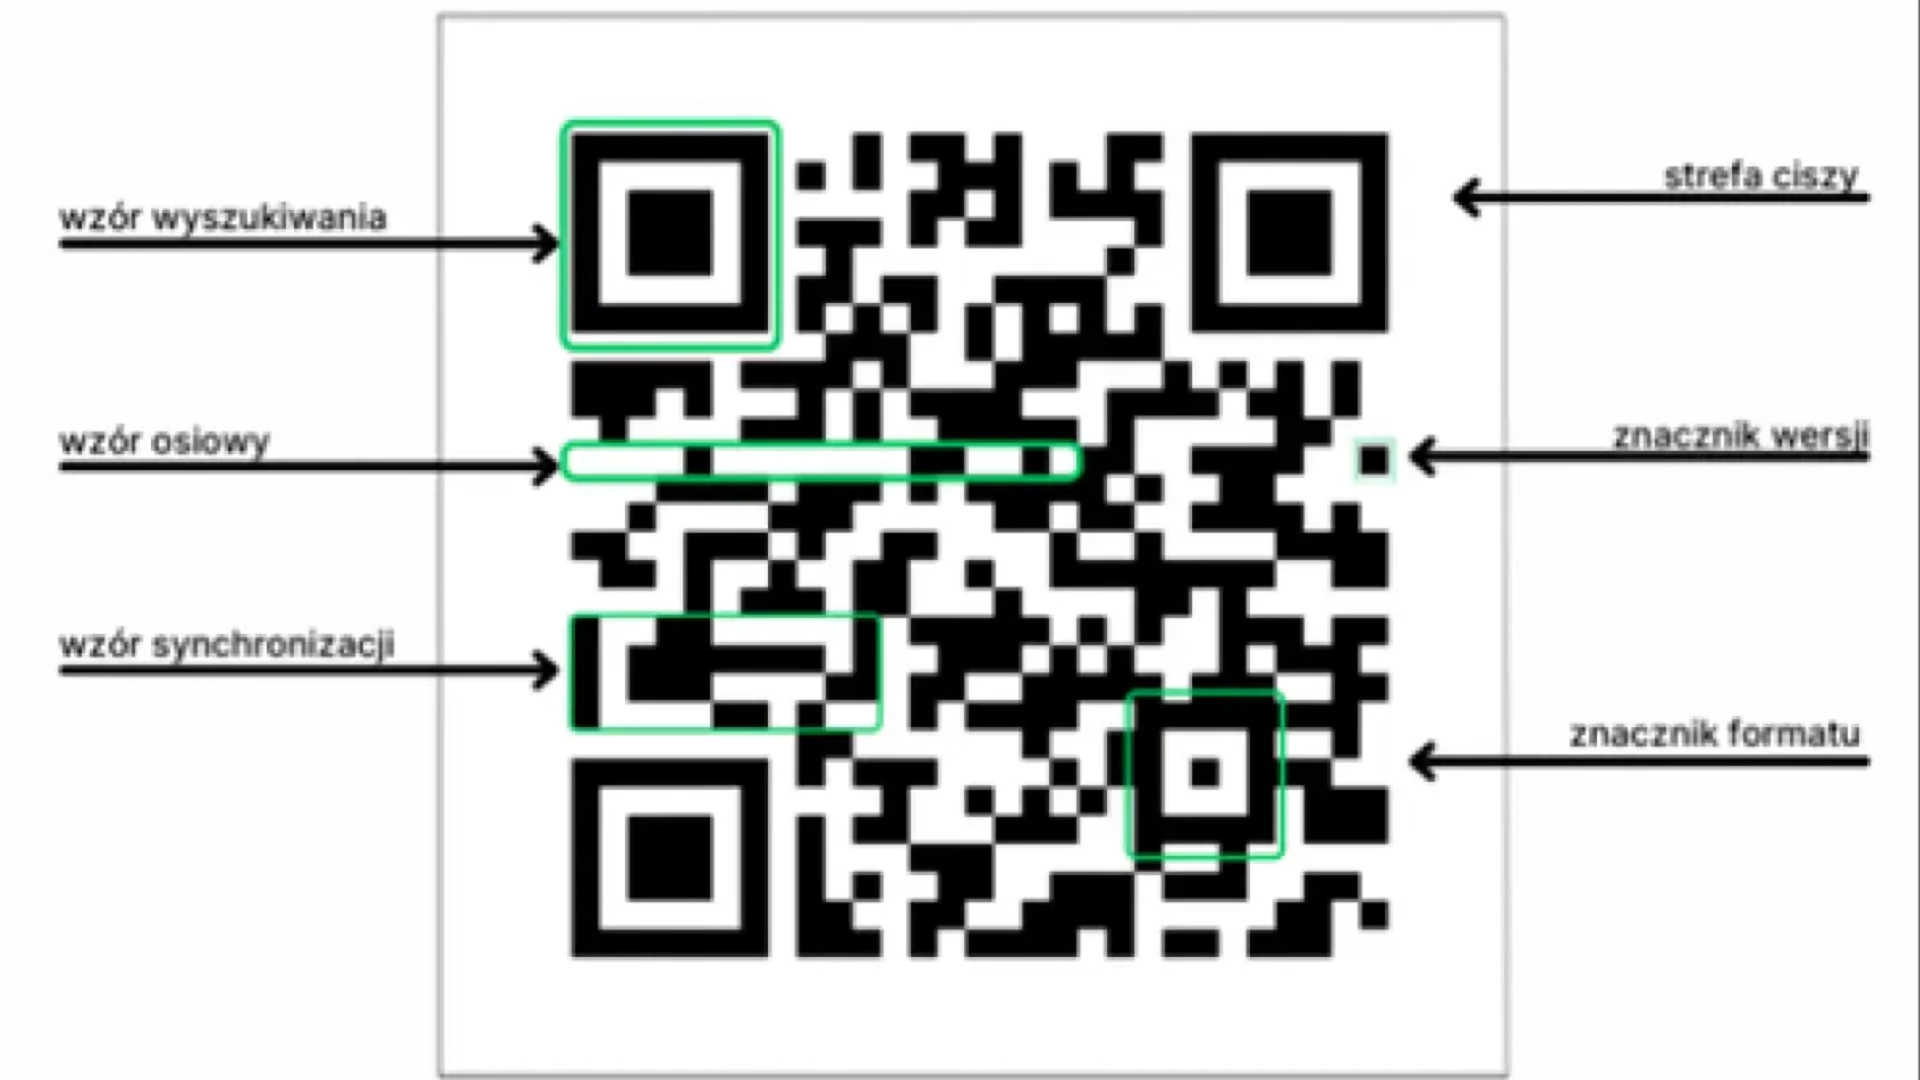 wzór wyszukiwania
strefa ciszy
wzór osiowy
znacznik wersji
wzór synchronizacji
znacznik formatu